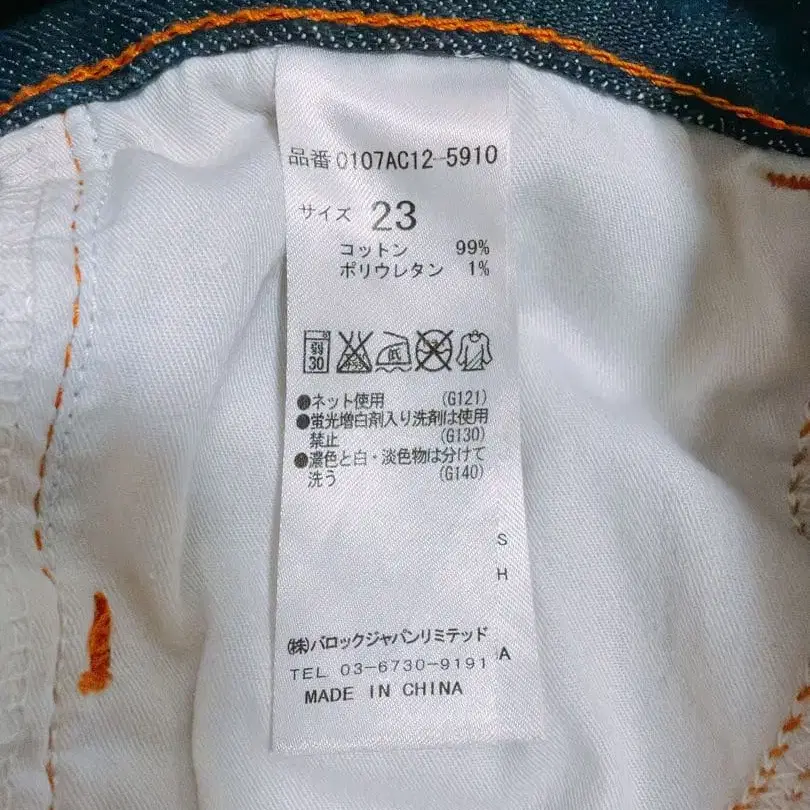 品番 0107AC12-5910
サイズ 23
コットン 99%
ポリウレタン 1%
弱 30 低
●ネット使用 (G121)
●蛍光増白剤入り洗剤は使用
禁止 (G130)
●濃色と白・淡色物は分けて
洗う (G140)
S
H
A
(株)バロックジャパンリミテッド
TEL 03-6730-9191
MADE IN CHINA